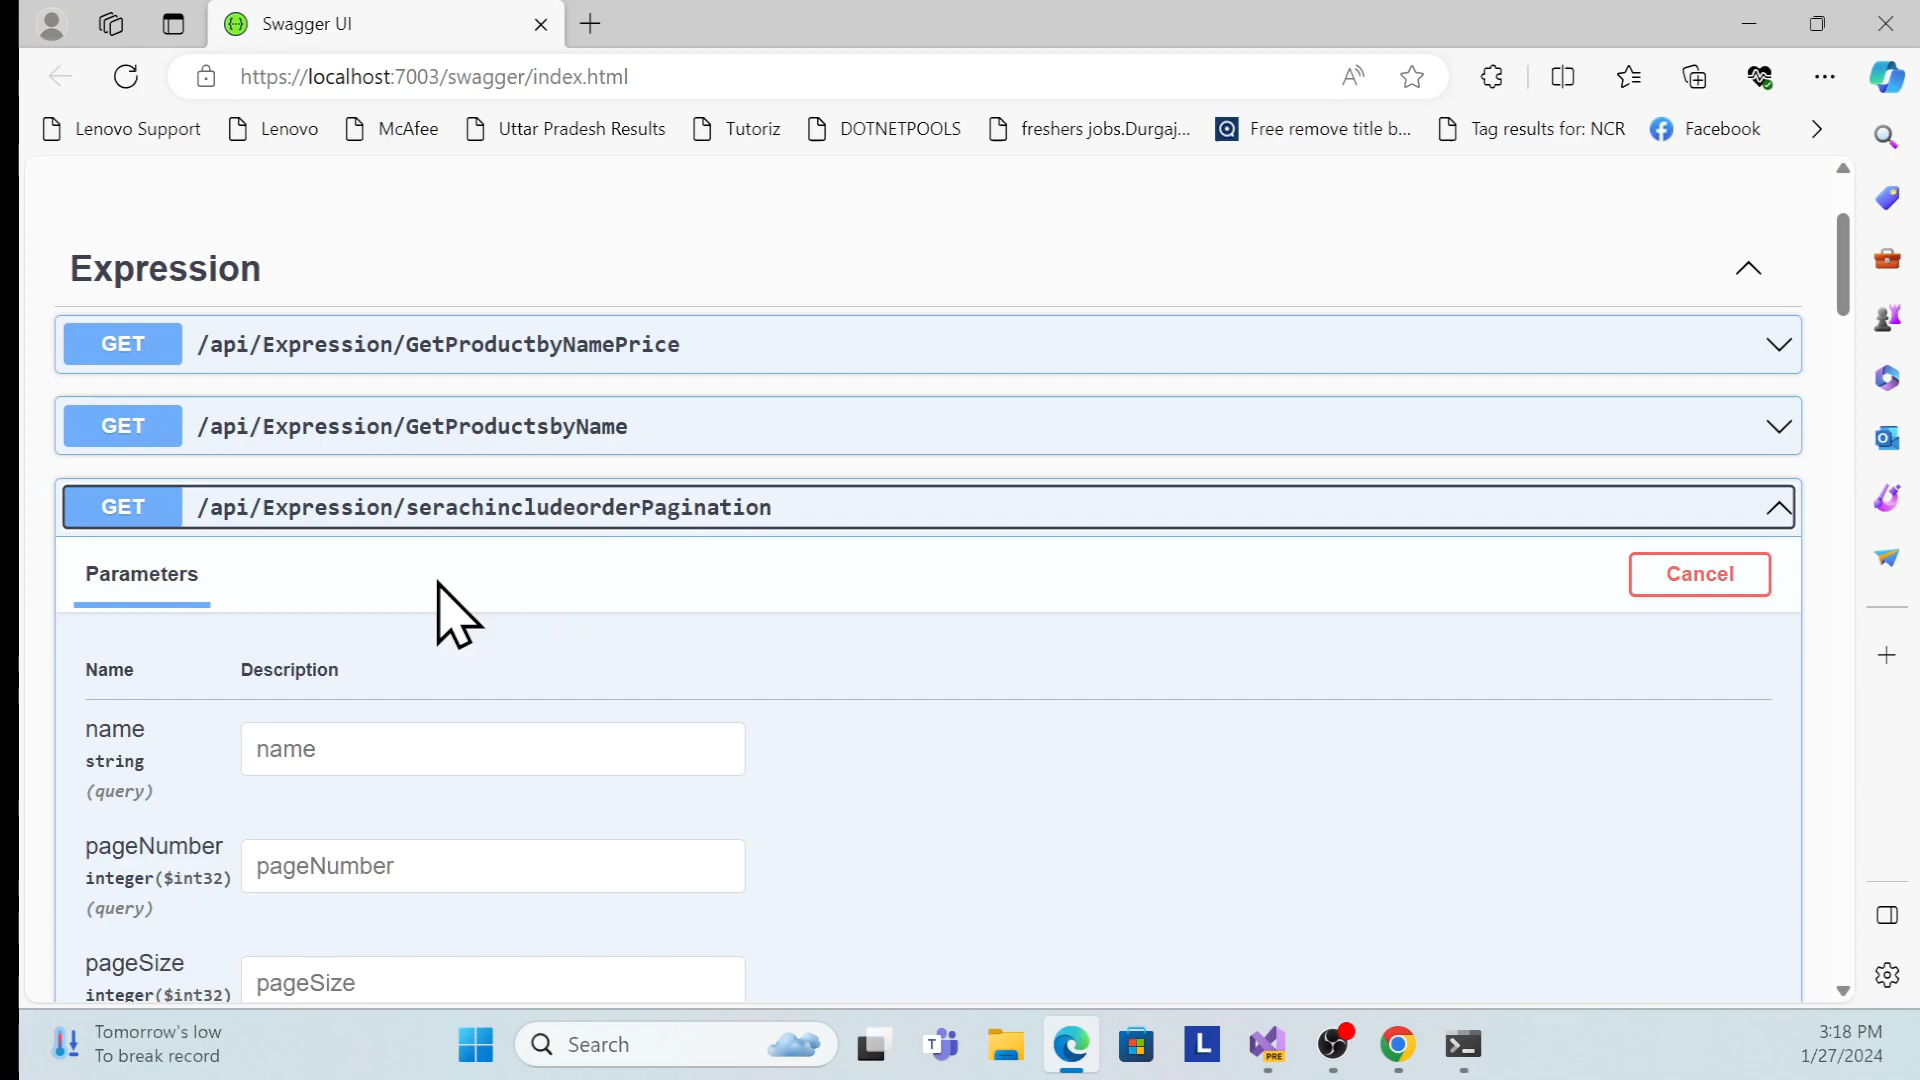 Swagger UI
https://localhost:7003/swagger/index.html
Lenovo Support
Lenovo
McAfee
Uttar Pradesh Results
Tutoriz
DOTNETPOOLS
freshers jobs.Durgaj...
Free remove title b...
Tag results for: NCR
Facebook
Expression
GET /api/Expression/GetProductbyNamePrice
GET /api/Expression/GetProductsbyName
GET /api/Expression/serachincludeorderPagination
Parameters
Cancel
Name Description
name
string
(query)
name
pageNumber
integer($int32)
(query)
pageNumber
pageSize
integer($int32)
pageSize
Tomorrow's low
To break record
Search
T
L
PRE
3:18 PM
1/27/2024